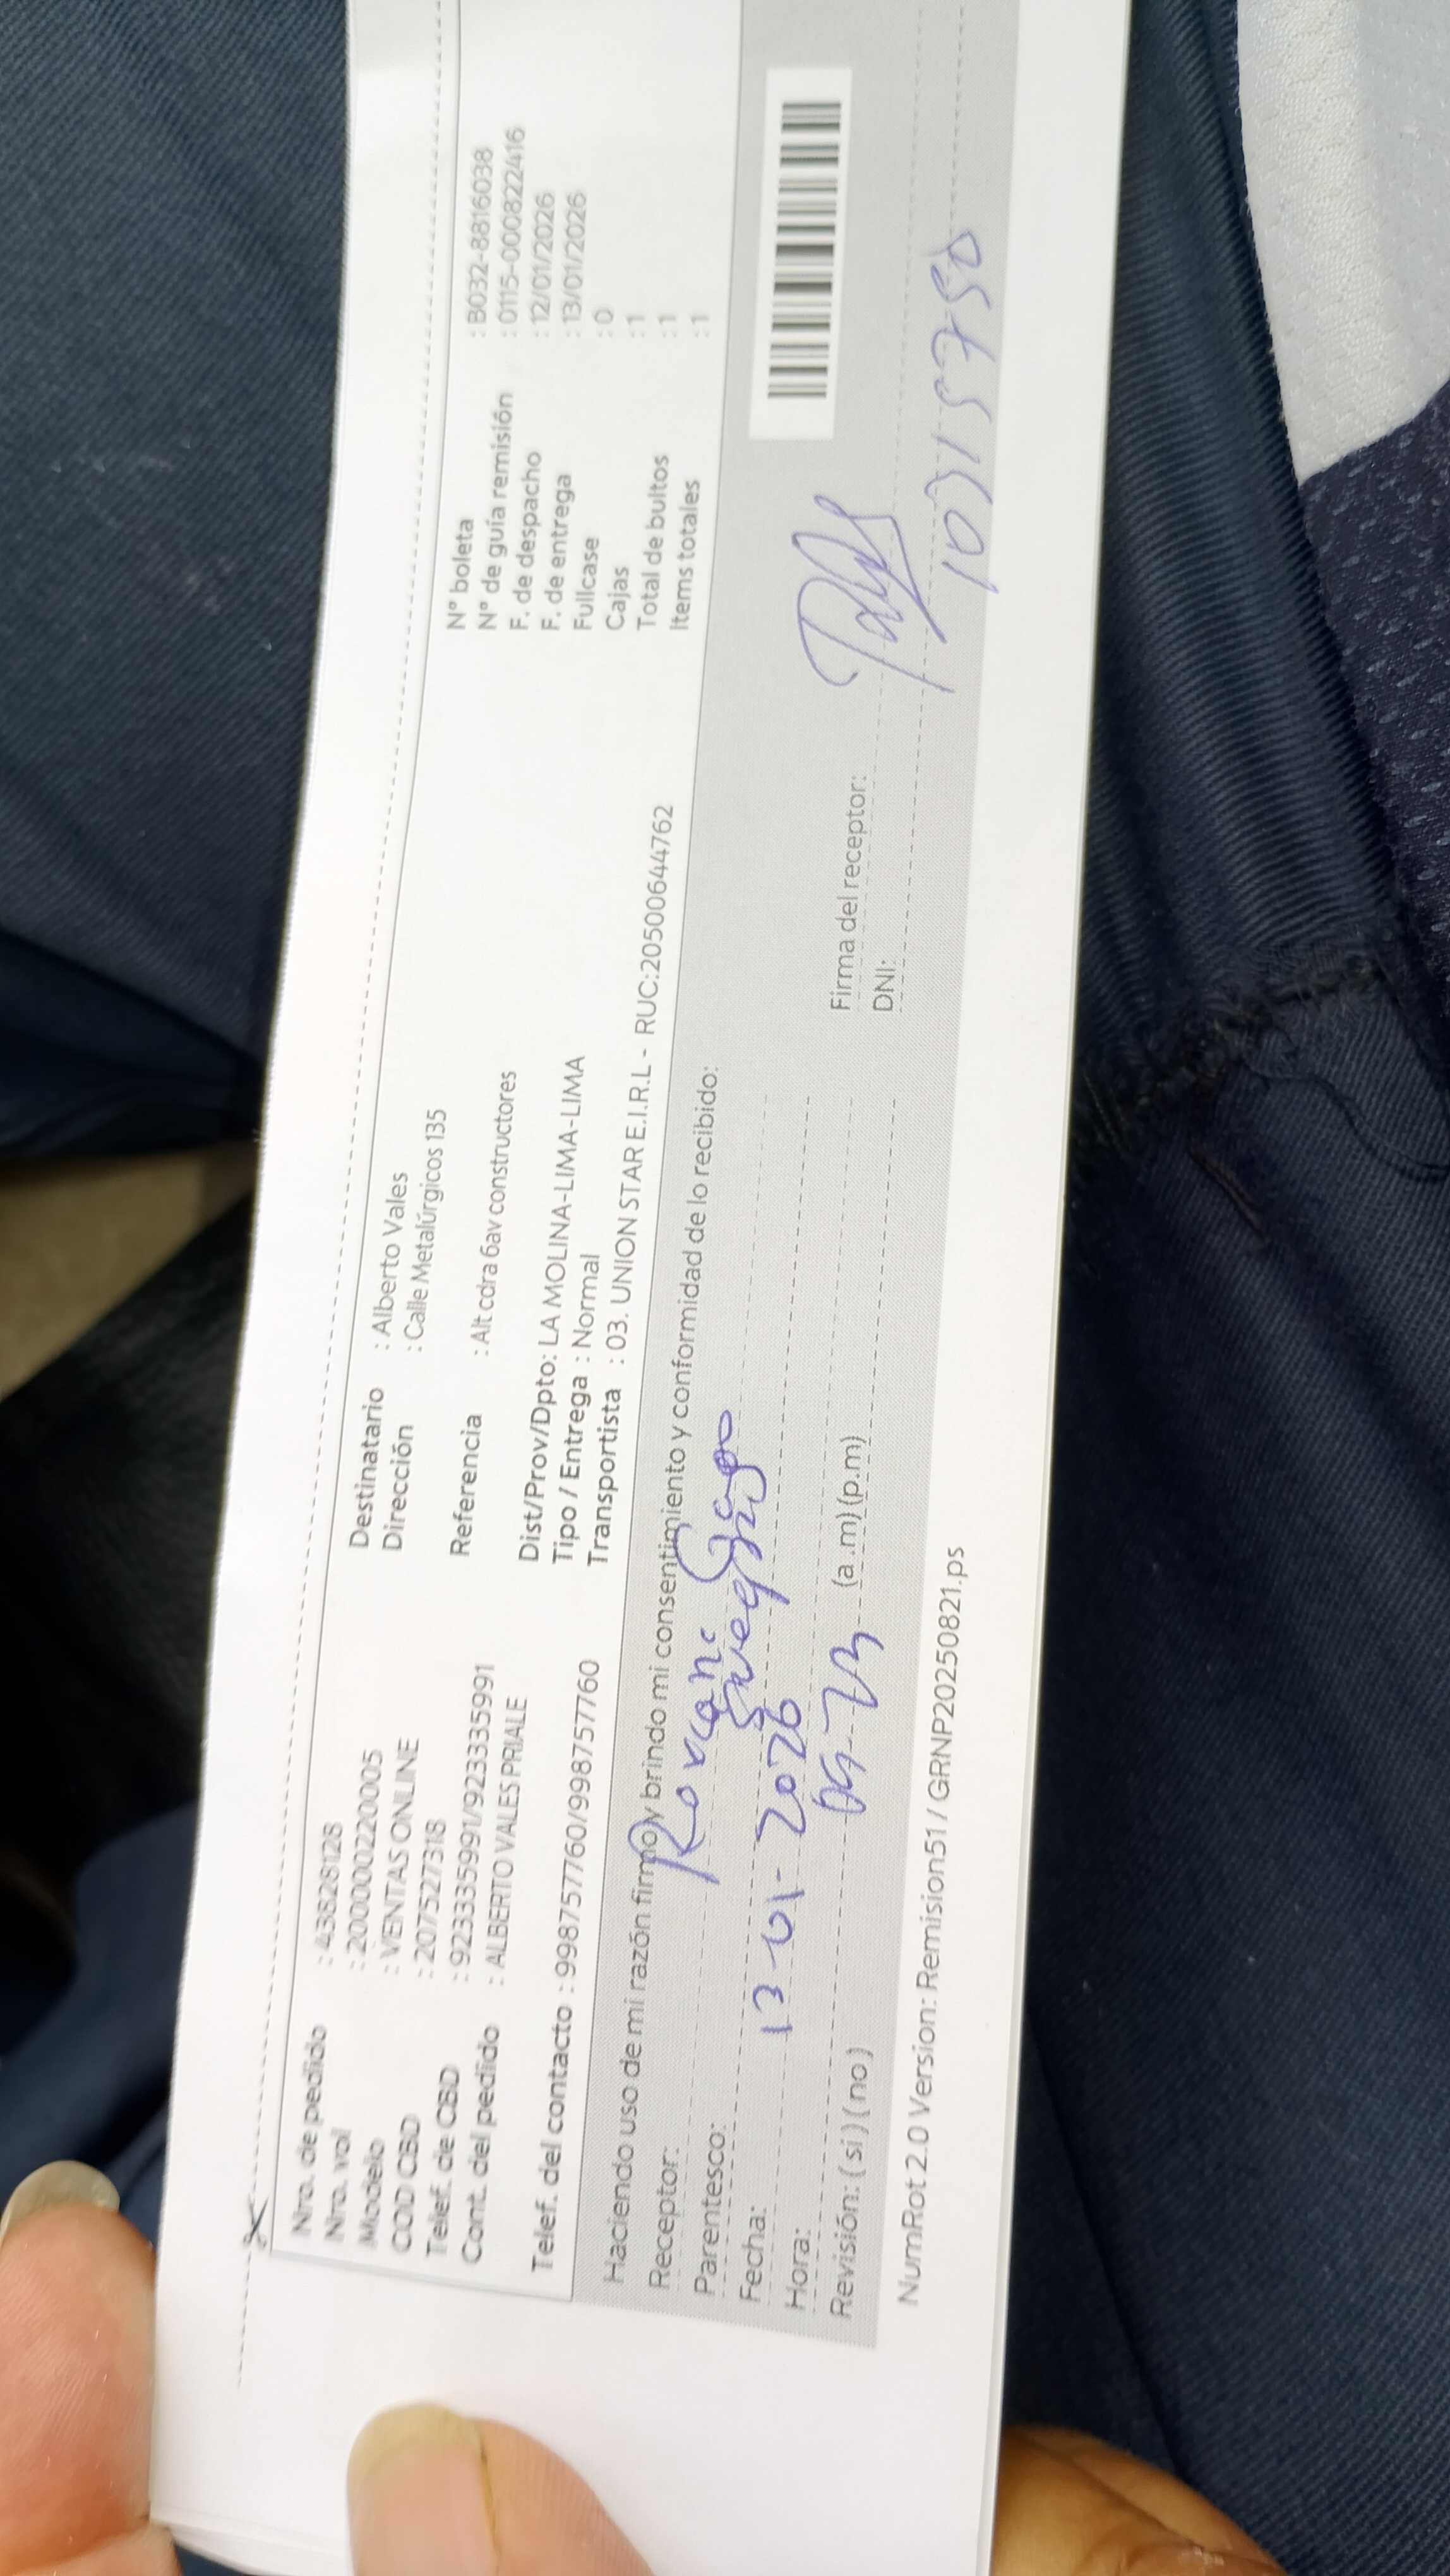 Nro. de pedido : 438282128
Nro. vol : 2000000220005
Modelo : VENTAS ONLINE
COD CBD : 207527318
Telef. de CBD : 923335991/923335991
Cont. del pedido : ALBERTO VALES PRIALE
Telef. del contacto : 998757760/998757760
Destinatario : Alberto Vales
Dirección : Calle Metalúrgicos 135
Referencia : Alt cdra 6av constructores
Dist/Prov/Dpto: LA MOLINA-LIMA-LIMA
Tipo / Entrega : Normal
Transportista : 03. UNION STAR E.I.R.L - RUC:20500644762
N° boleta : B032-8816038
N° de guía remisión : 0115-000822416
F. de despacho : 12/01/2026
F. de entrega : 13/01/2026
Fullcase : 0
Cajas : 1
Total de bultos : 1
Items totales : 1
Haciendo uso de mi razón firmo y brindo mi consentimiento y conformidad de lo recibido:
Receptor:
Parentesco:
Fecha: 13-01-2026
Hora: (a .m) (p.m)
Revisión: ( si ) ( no )
Firma del receptor:
DNI:
NumRot 2.0 Version: Remision51 / GRNP20250821.ps